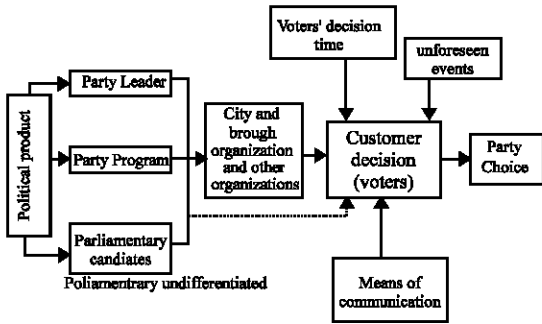 Voters' decision
time
unforeseen
events
Party Leader
Political product
Party Program
City and
brough
organization
and other
organizations
Customer
decision
(voters)
Party
Choice
Parliamentary
candiates
Poliamentrary undifferentiated
Means of
communication